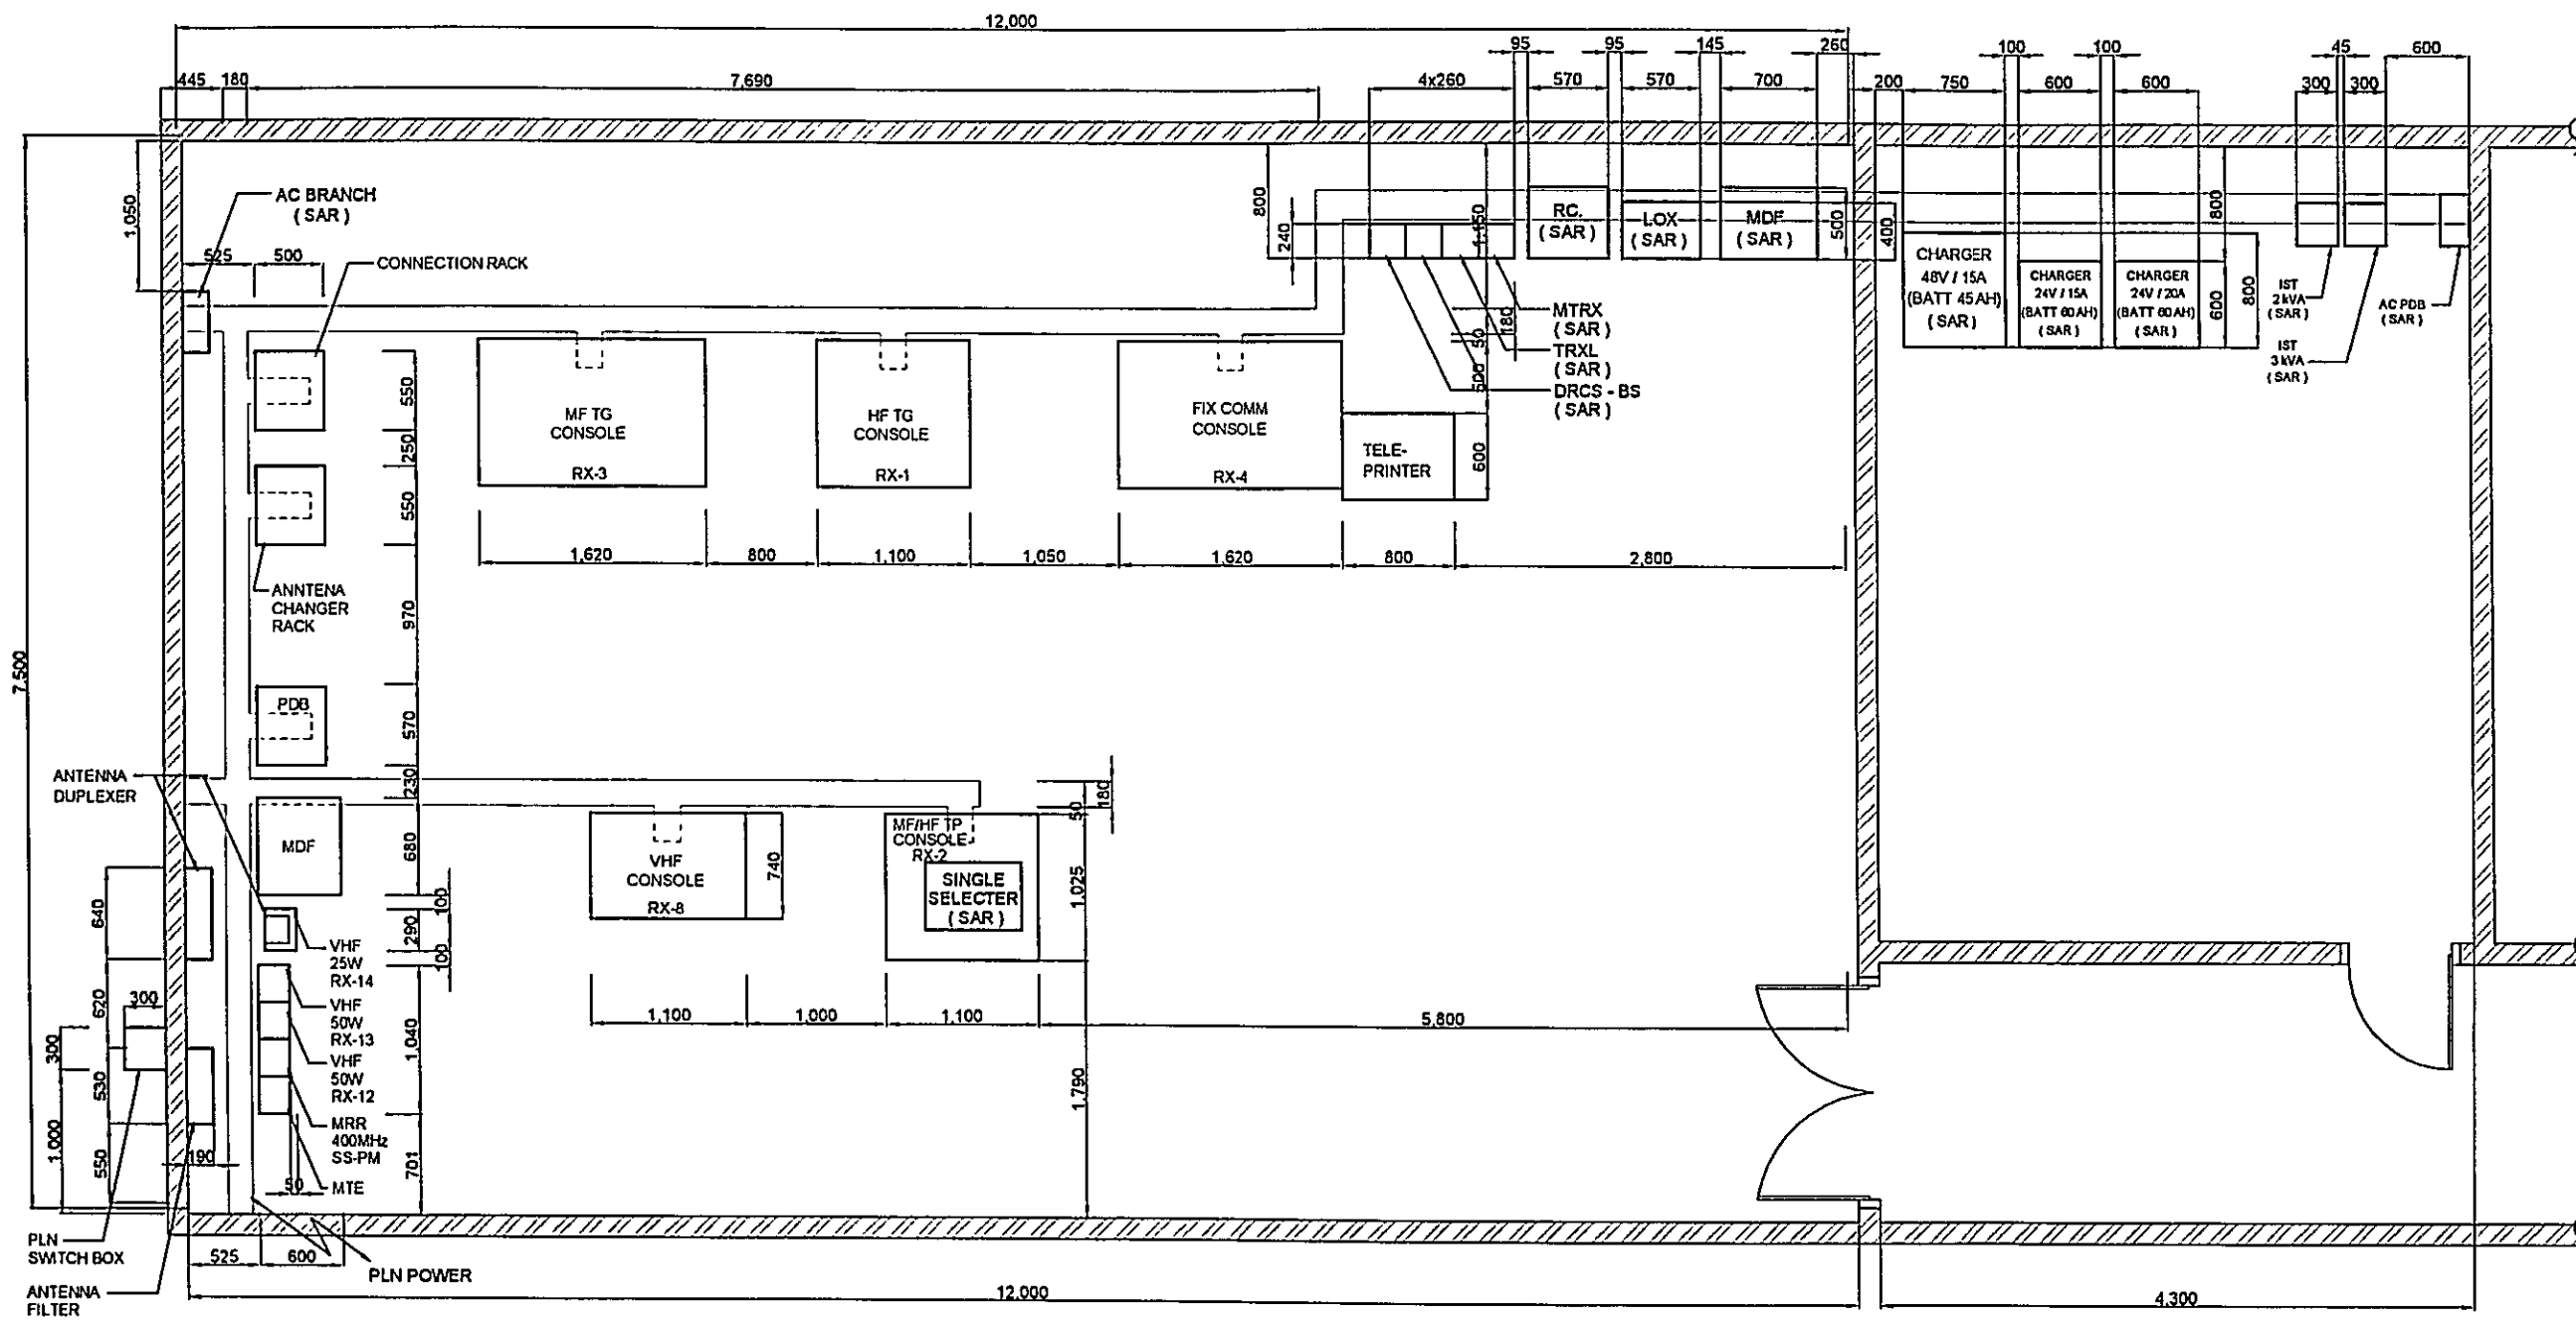 12,000
95
95
145
260
100
100
45
600
445
180
7,690
4x260
570
570
700
200
750
600
600
300
300
1,050
AC BRANCH
( SAR )
525
500
CONNECTION RACK
800
240
1,150
RC.
( SAR )
LOX
( SAR )
MDF
( SAR )
500
400
800
CHARGER
48V / 15A
(BATT 45AH)
( SAR )
CHARGER
24V / 15A
(BATT 60AH)
( SAR )
CHARGER
24V / 20A
(BATT 60AH)
( SAR )
600
800
IST
2 kVA
( SAR )
IST
3 kVA
( SAR )
AC PDB
( SAR )
MTRX
( SAR )
TRXL
( SAR )
DRCS - BS
( SAR )
180
50
500
MF TG
CONSOLE
RX-3
HF TG
CONSOLE
RX-1
FIX COMM
CONSOLE
RX-4
TELE-
PRINTER
600
550
250
550
970
570
230
680
100
290
100
1,040
701
1,620
800
1,100
1,050
1,620
800
2,800
ANNTENA
CHANGER
RACK
7,500
PDB
ANTENNA
DUPLEXER
MDF
VHF
CONSOLE
RX-8
740
MF/HF TP
CONSOLE
RX-2
SINGLE
SELECTER
( SAR )
50
180
1,025
1,790
640
620
300
300
530
1,000
550
190
50
VHF
25W
RX-14
VHF
50W
RX-13
VHF
50W
RX-12
MRR
400MHz
SS-PM
MTE
1,100
1,000
1,100
5,800
PLN
SWITCH BOX
ANTENNA
FILTER
525
600
PLN POWER
12,000
4,300